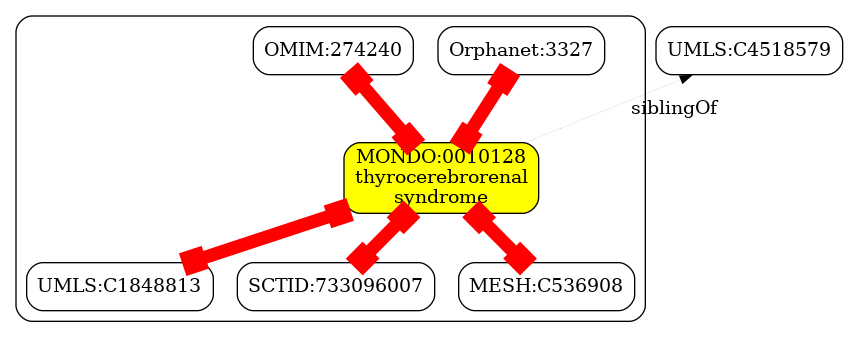 OMIM:274240
Orphanet:3327
UMLS:C4518579
siblingOf
MONDO:0010128
thyrocerebrorenal
syndrome
UMLS:C1848813
SCTID:733096007
MESH:C536908